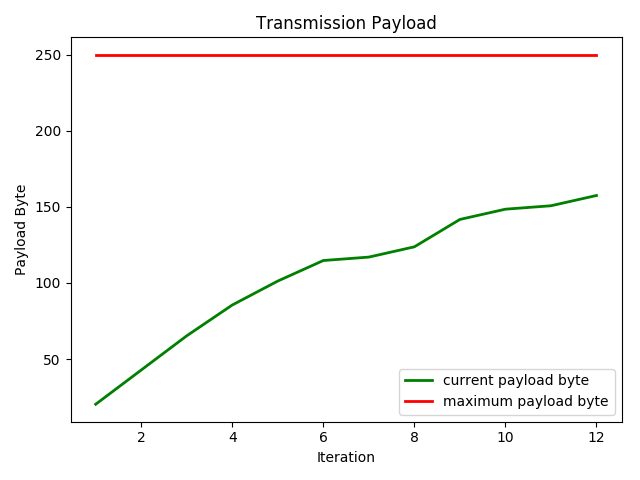 Transmission Payload
250
200
150
100
50
Payload Byte
2 4 6 8 10 12
Iteration
current payload byte
maximum payload byte